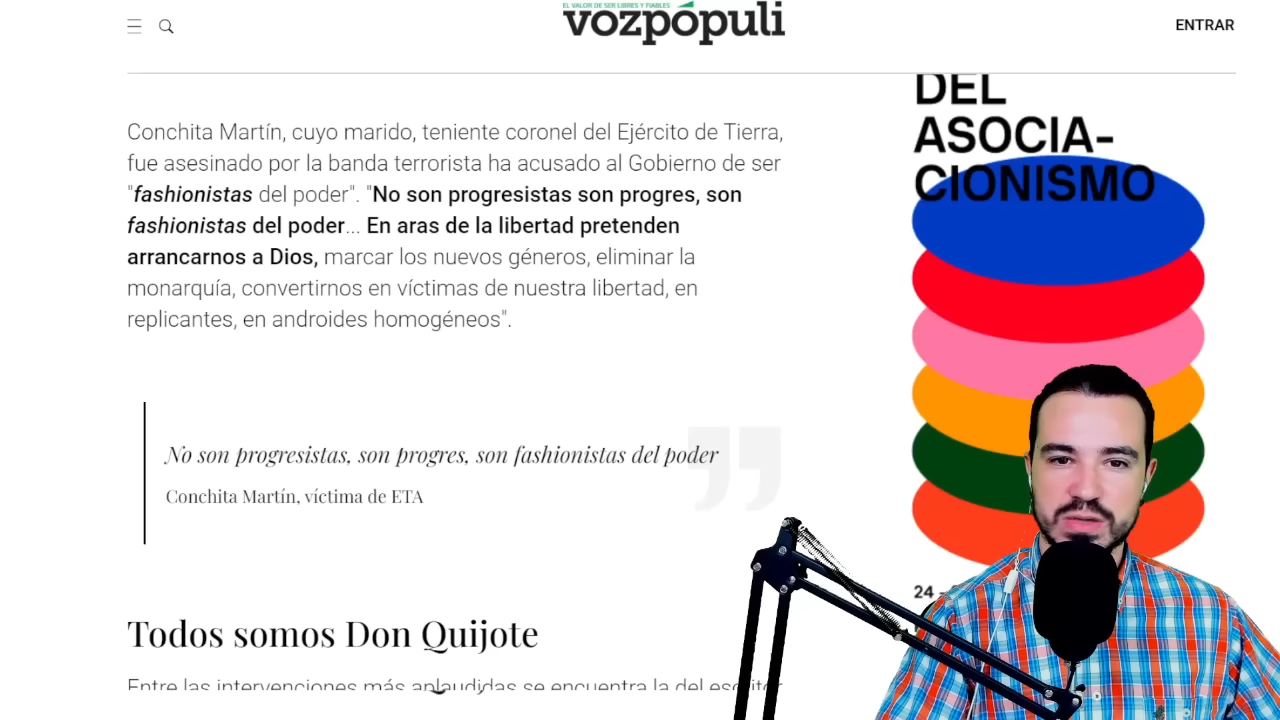 EL VALOR DE SER LIBRES Y FIABLES
vozpópuli
ENTRAR
Conchita Martín, cuyo marido, teniente coronel del Ejército de Tierra,
fue asesinado por la banda terrorista ha acusado al Gobierno de ser
"fashionistas del poder". "No son progresistas son progres, son
fashionistas del poder... En aras de la libertad pretenden
arrancarnos a Dios, marcar los nuevos géneros, eliminar la
monarquía, convertirnos en víctimas de nuestra libertad, en
replicantes, en androides homogéneos".
No son progresistas, son progres, son fashionistas del poder
Conchita Martín, víctima de ETA
Todos somos Don Quijote
Entre las intervenciones más aplaudidas se encuentra la del escritor
DEL
ASOCIA-
CIONISMO
24